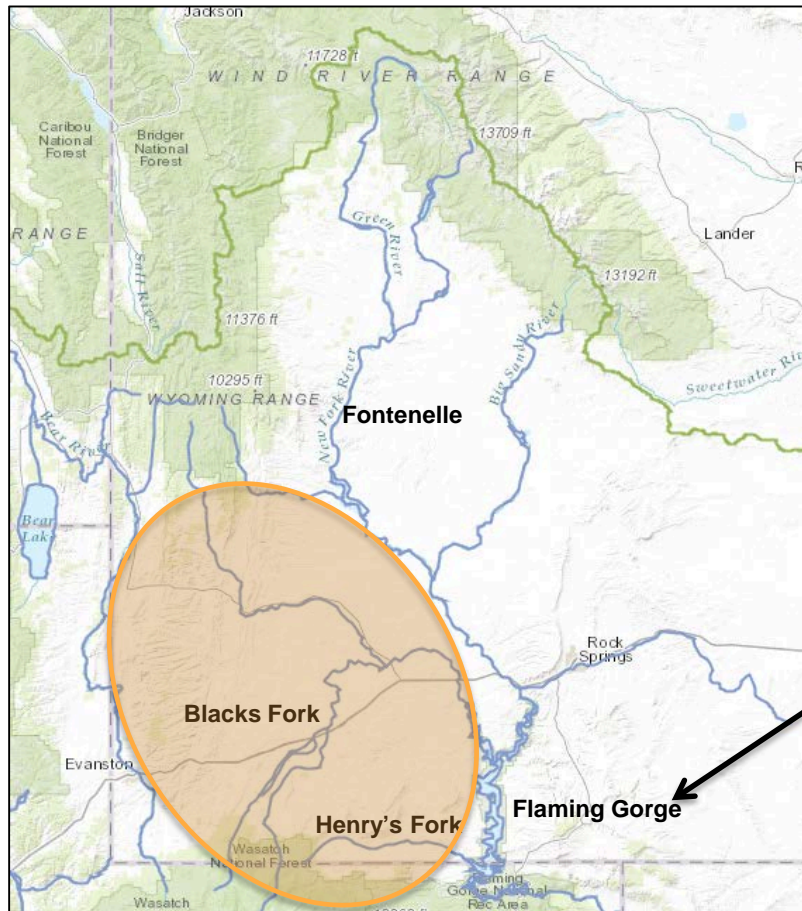 Jackson
11728 ft
WIND RIVER RANGE
Caribou
National
Forest
Bridger
National
Forest
13709 ft
R
Green River
Lander
RANGE
Salt River
13192 ft
11376 ft
Big Sandy River
Sweetwater Riv
10295 ft
WYOMING RANGE
New Fork River
Fontenelle
Bear River
Bear
Lake
Rock
Springs
Blacks Fork
Evanston
Flaming Gorge
Henry's Fork
Wasatch
National Forest
Flaming
Gorge National
Rec Area
Wasatch